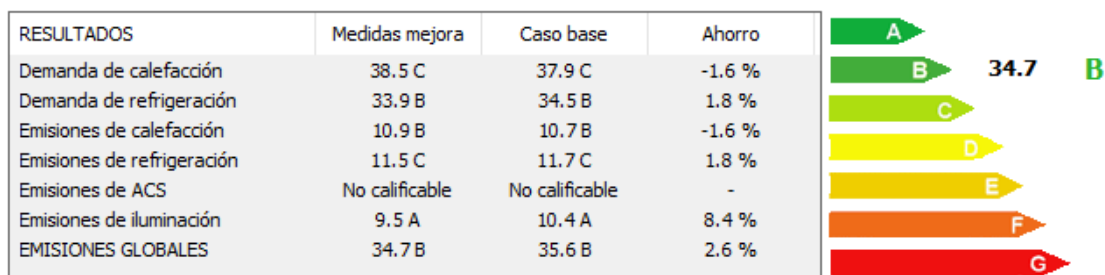 RESULTADOS Medidas mejora Caso base Ahorro
Demanda de calefacción 38.5 C 37.9 C -1.6 %
Demanda de refrigeración 33.9 B 34.5 B 1.8 %
Emisiones de calefacción 10.9 B 10.7 B -1.6 %
Emisiones de refrigeración 11.5 C 11.7 C 1.8 %
Emisiones de ACS No calificable No calificable -
Emisiones de iluminación 9.5 A 10.4 A 8.4 %
EMISIONES GLOBALES 34.7 B 35.6 B 2.6 %
A
B 34.7 B
C
D
E
F
G